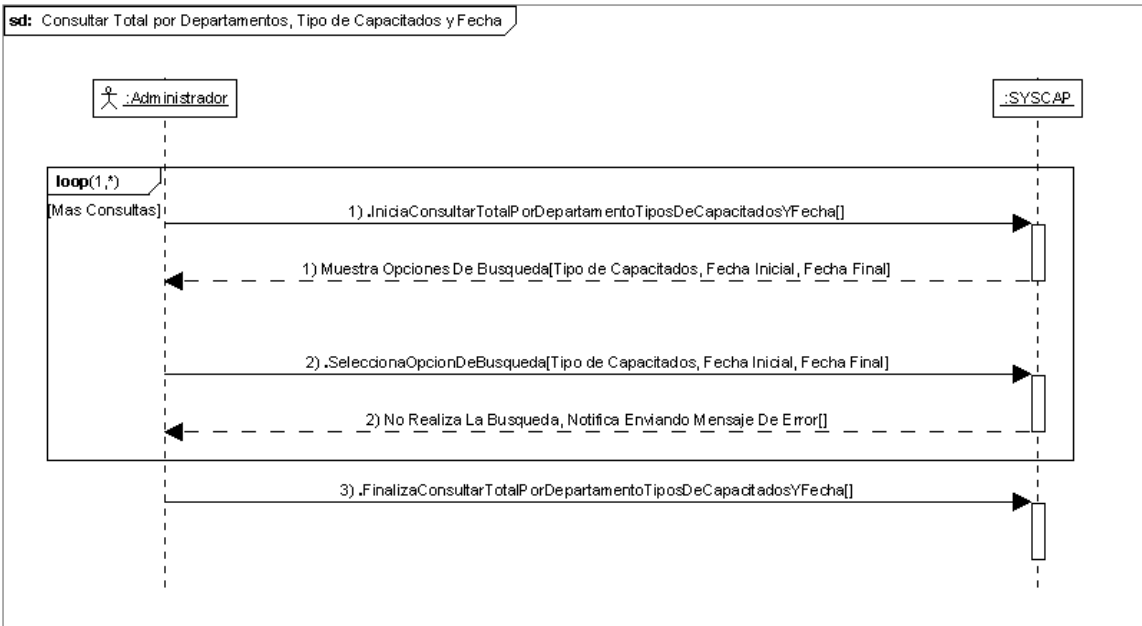 sd: Consultar Total por Departamentos, Tipo de Capacitados y Fecha
:Administrador
:SYSCAP
loop(1,*)
[Mas Consultas]
1) .IniciaConsultarTotalPorDepartamentoTiposDeCapacitadosYFecha[]
1) Muestra Opciones De Busqueda[Tipo de Capacitados, Fecha Inicial, Fecha Final]
2) .SeleccionaOpcionDeBusqueda[Tipo de Capacitados, Fecha Inicial, Fecha Final]
2) No Realiza La Busqueda, Notifica Enviando Mensaje De Error[]
3) .FinalizaConsultarTotalPorDepartamentoTiposDeCapacitadosYFecha[]